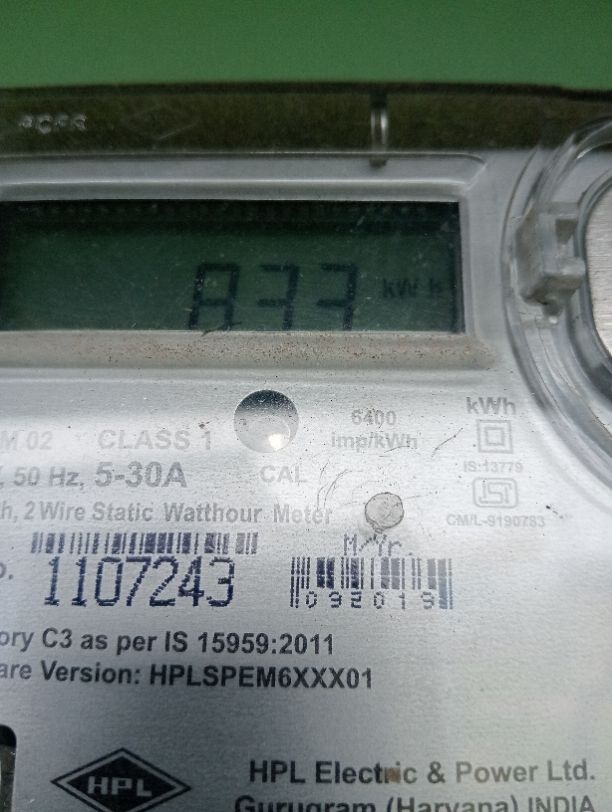 833 kWh
M 02 CLASS 1
6400
imp/kWh
kWh
, 50 Hz, 5-30A
CAL
IS:13779
h, 2 Wire Static Watthour Meter
CM/L-9190783
M/Yr.
o. 1107243
092019
ory C3 as per IS 15959:2011
are Version: HPLSPEM6XXX01
HPL
HPL Electric & Power Ltd.
Gurugram (Haryana) INDIA